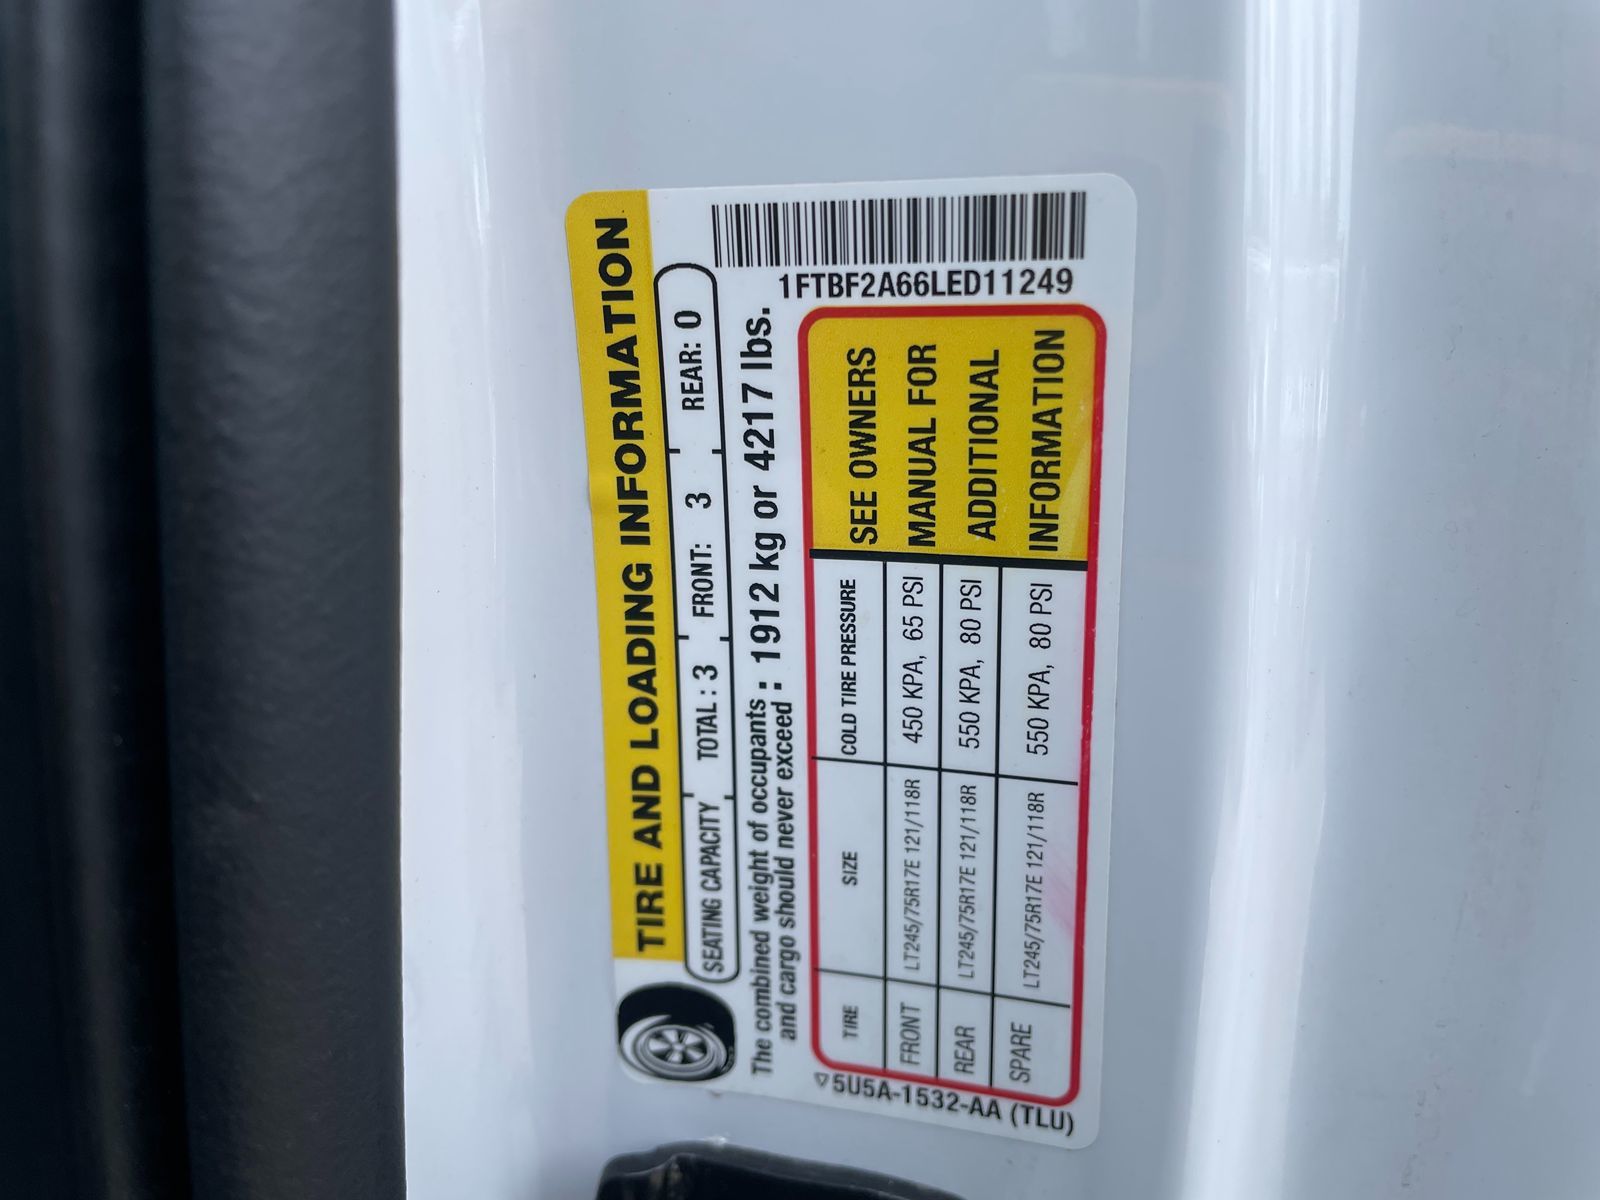 TIRE AND LOADING INFORMATION
SEATING CAPACITY TOTAL : 3 FRONT: 3 REAR: 0
The combined weight of occupants
and cargo should never exceed : 1912 kg or 4217 lbs.
1FTBF2A66LED11249
TIRE SIZE COLD TIRE PRESSURE
FRONT LT245/75R17E 121/118R 450 KPA, 65 PSI
REAR LT245/75R17E 121/118R 550 KPA, 80 PSI
SPARE LT245/75R17E 121/118R 550 KPA, 80 PSI
SEE OWNERS
MANUAL FOR
ADDITIONAL
INFORMATION
5U5A-1532-AA (TLU)